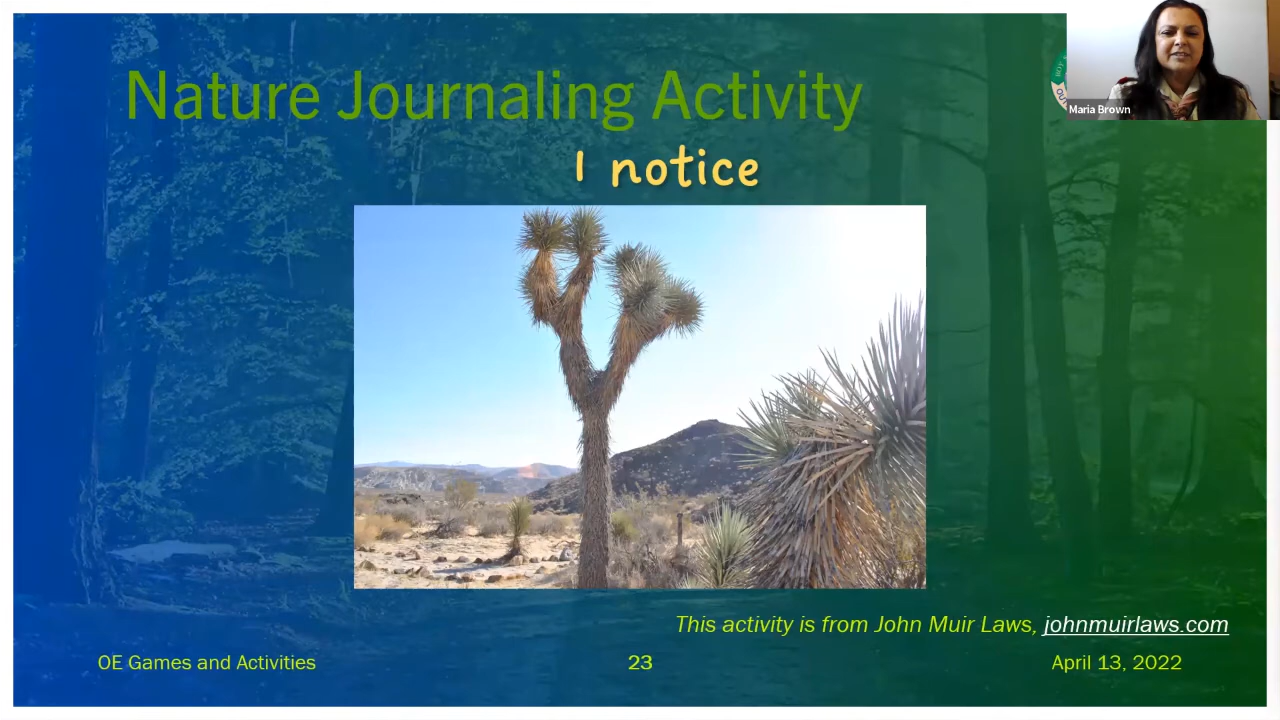 Nature Journaling Activity
Maria Brown
I notice
This activity is from John Muir Laws, johnmuirlaws.com
OE Games and Activities
23
April 13, 2022